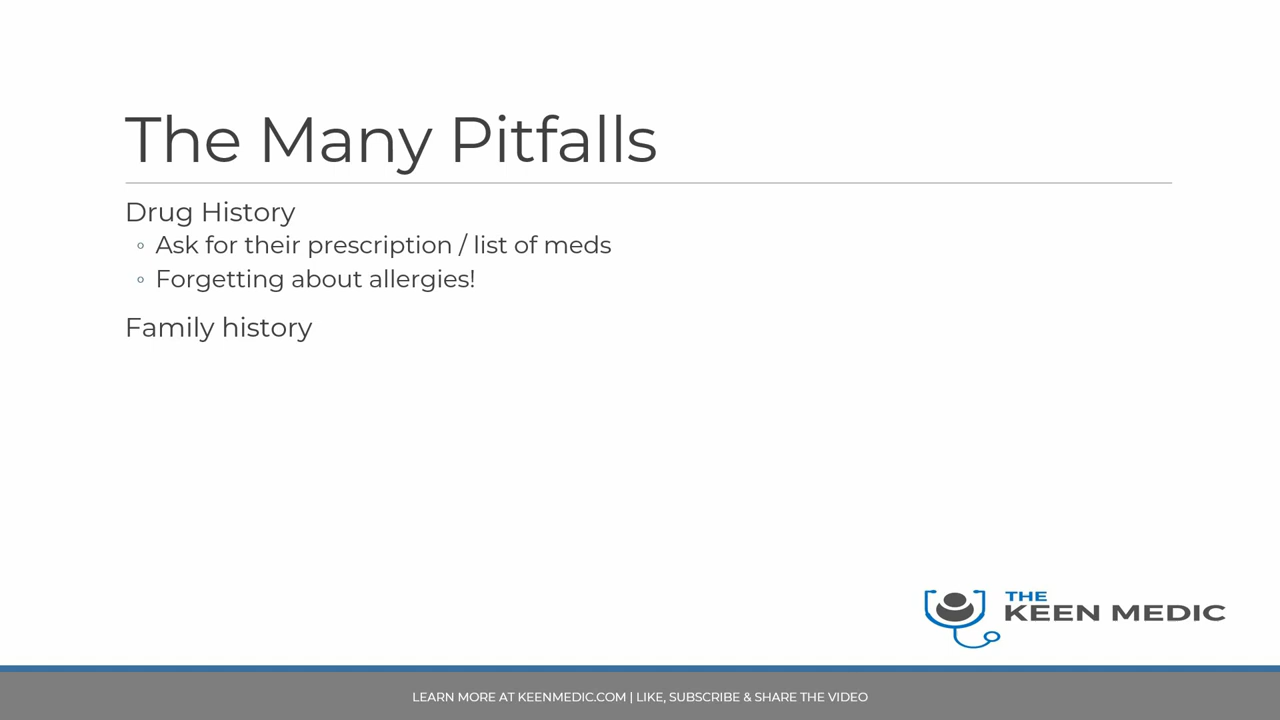 The Many Pitfalls
Drug History
◦ Ask for their prescription / list of meds
◦ Forgetting about allergies!
Family history
THE
KEEN MEDIC
LEARN MORE AT KEENMEDIC.COM | LIKE, SUBSCRIBE & SHARE THE VIDEO